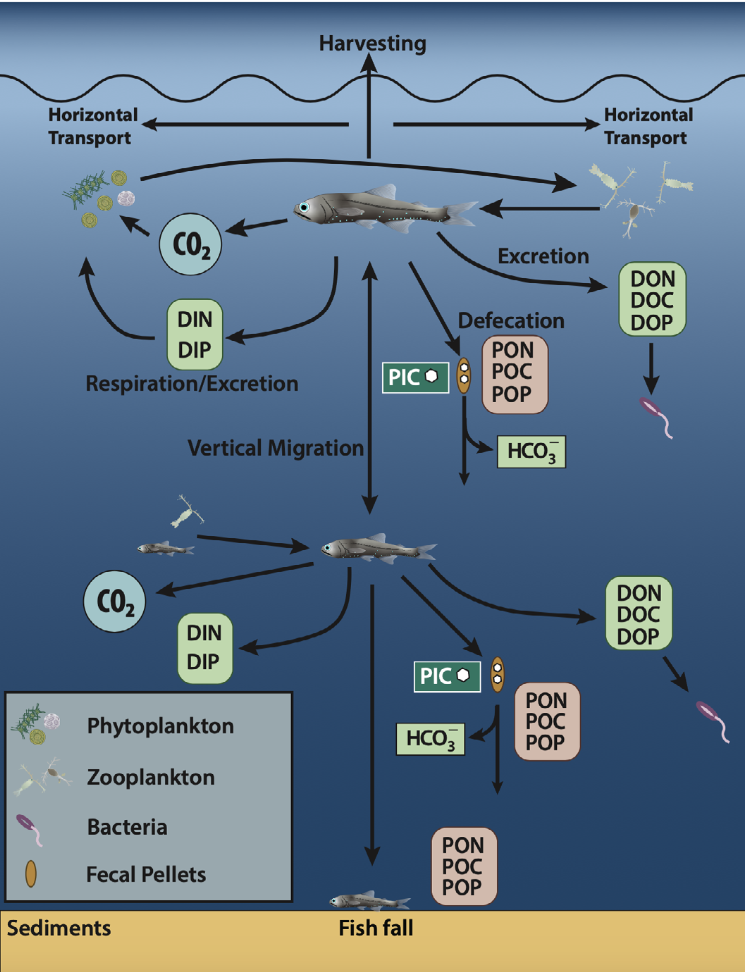 Harvesting
Horizontal
Transport
Horizontal
Transport
CO₂
Excretion
DON
DOC
DOP
DIN
DIP
Defecation
PIC
PON
POC
POP
Respiration/Excretion
Vertical Migration
HCO₃⁻
CO₂
DON
DOC
DOP
DIN
DIP
PIC
PON
POC
POP
HCO₃⁻
Phytoplankton
Zooplankton
Bacteria
Fecal Pellets
PON
POC
POP
Sediments
Fish fall